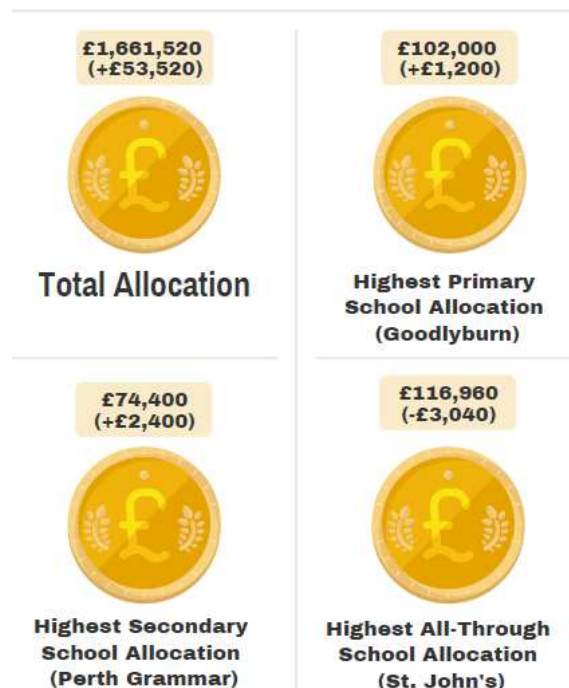 £1,661,520
(+£53,520)
£
Total Allocation
£102,000
(+£1,200)
£
Highest Primary
School Allocation
(Goodlyburn)
£74,400
(+£2,400)
£
Highest Secondary
School Allocation
(Perth Grammar)
£116,960
(-£3,040)
£
Highest All-Through
School Allocation
(St. John's)